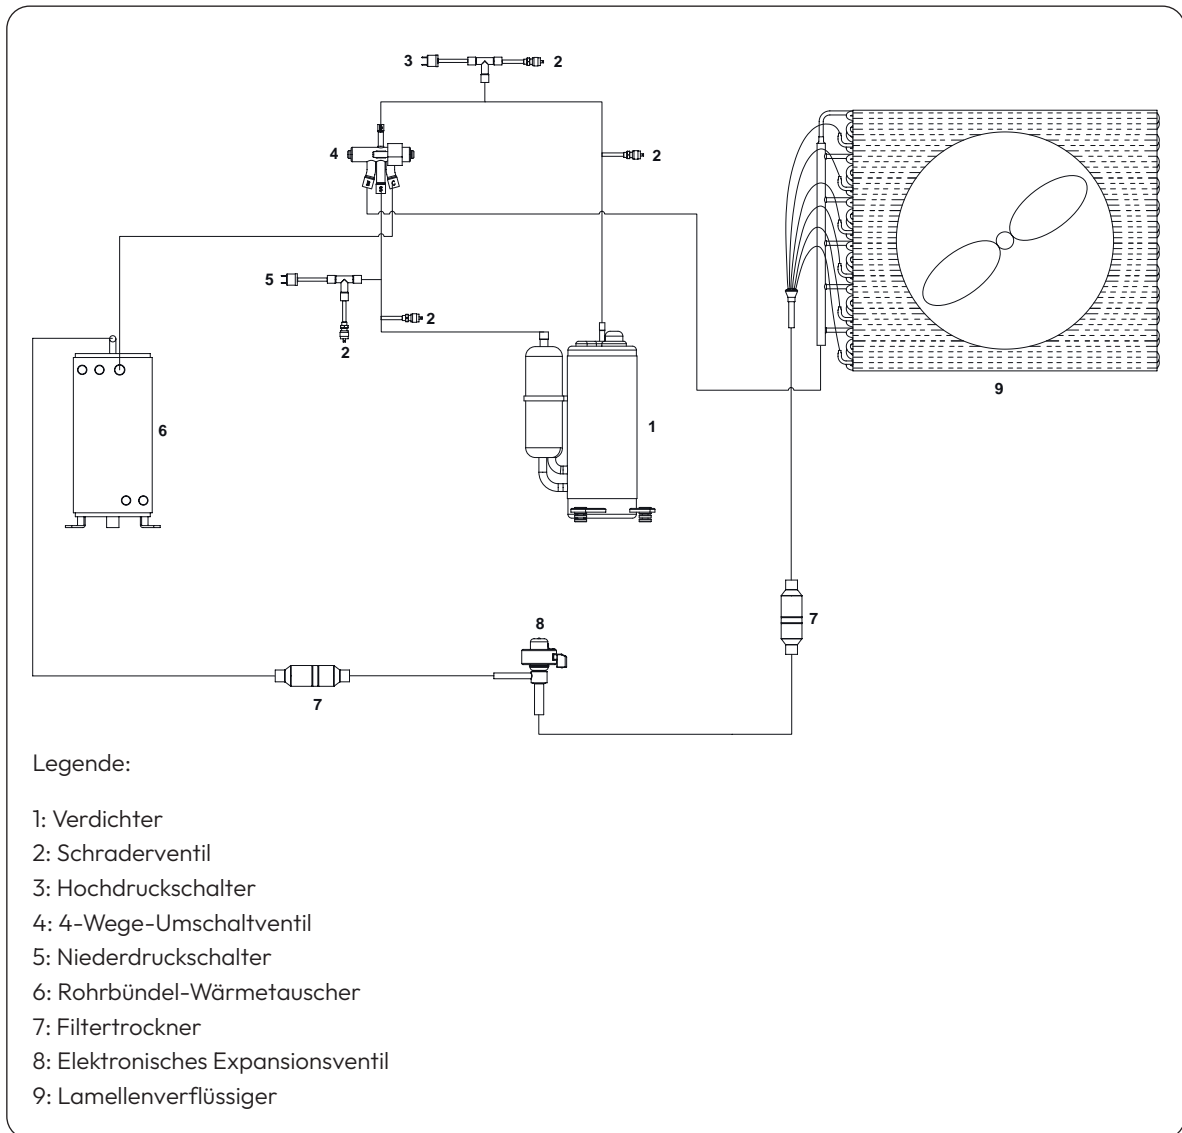 3
2
4
2
5
2
2
6
1
9
7
8
7
Legende:
1: Verdichter
2: Schraderventil
3: Hochdruckschalter
4: 4-Wege-Umschaltventil
5: Niederdruckschalter
6: Rohrbündel-Wärmetauscher
7: Filtertrockner
8: Elektronisches Expansionsventil
9: Lamellenverflüssiger